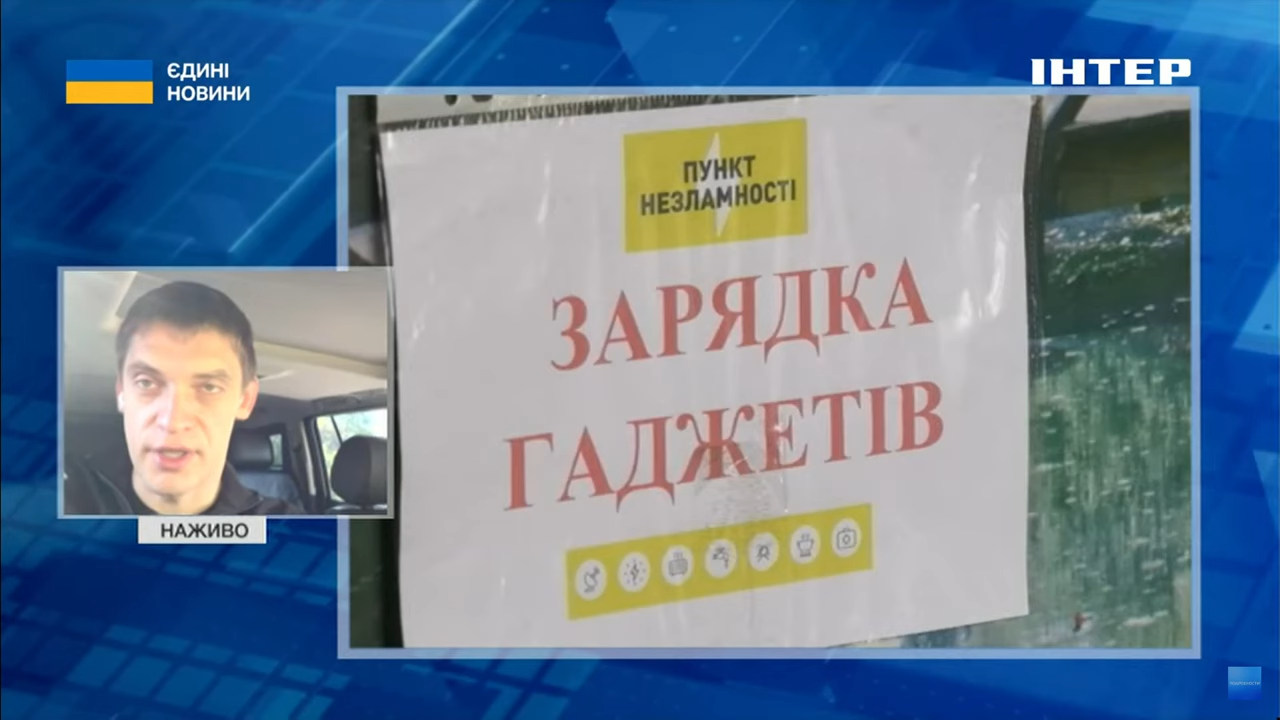 ЄДИНІ
НОВИНИ
ІНТЕР
ПУНКТ
НЕЗЛАМНОСТІ
ЗАРЯДКА
ГАДЖЕТІВ
НАЖИВО